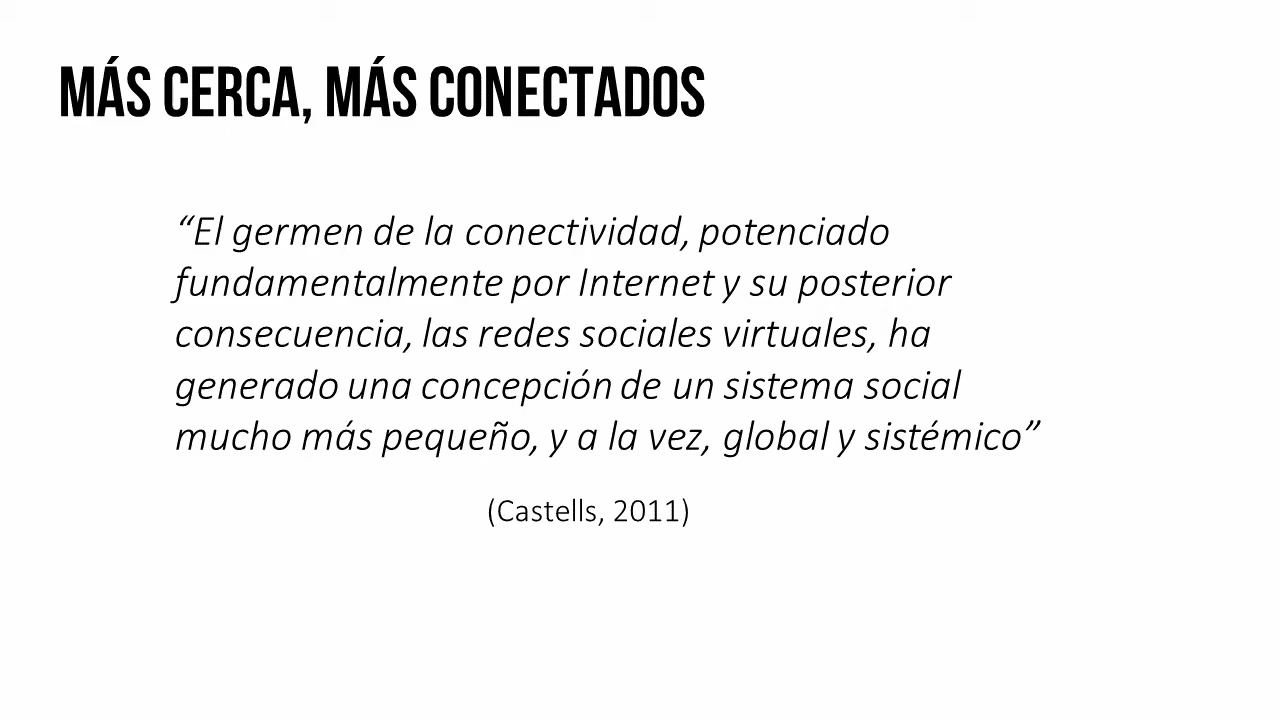 MÁS CERCA, MÁS CONECTADOS
“El germen de la conectividad, potenciado
fundamentalmente por Internet y su posterior
consecuencia, las redes sociales virtuales, ha
generado una concepción de un sistema social
mucho más pequeño, y a la vez, global y sistémico”
(Castells, 2011)